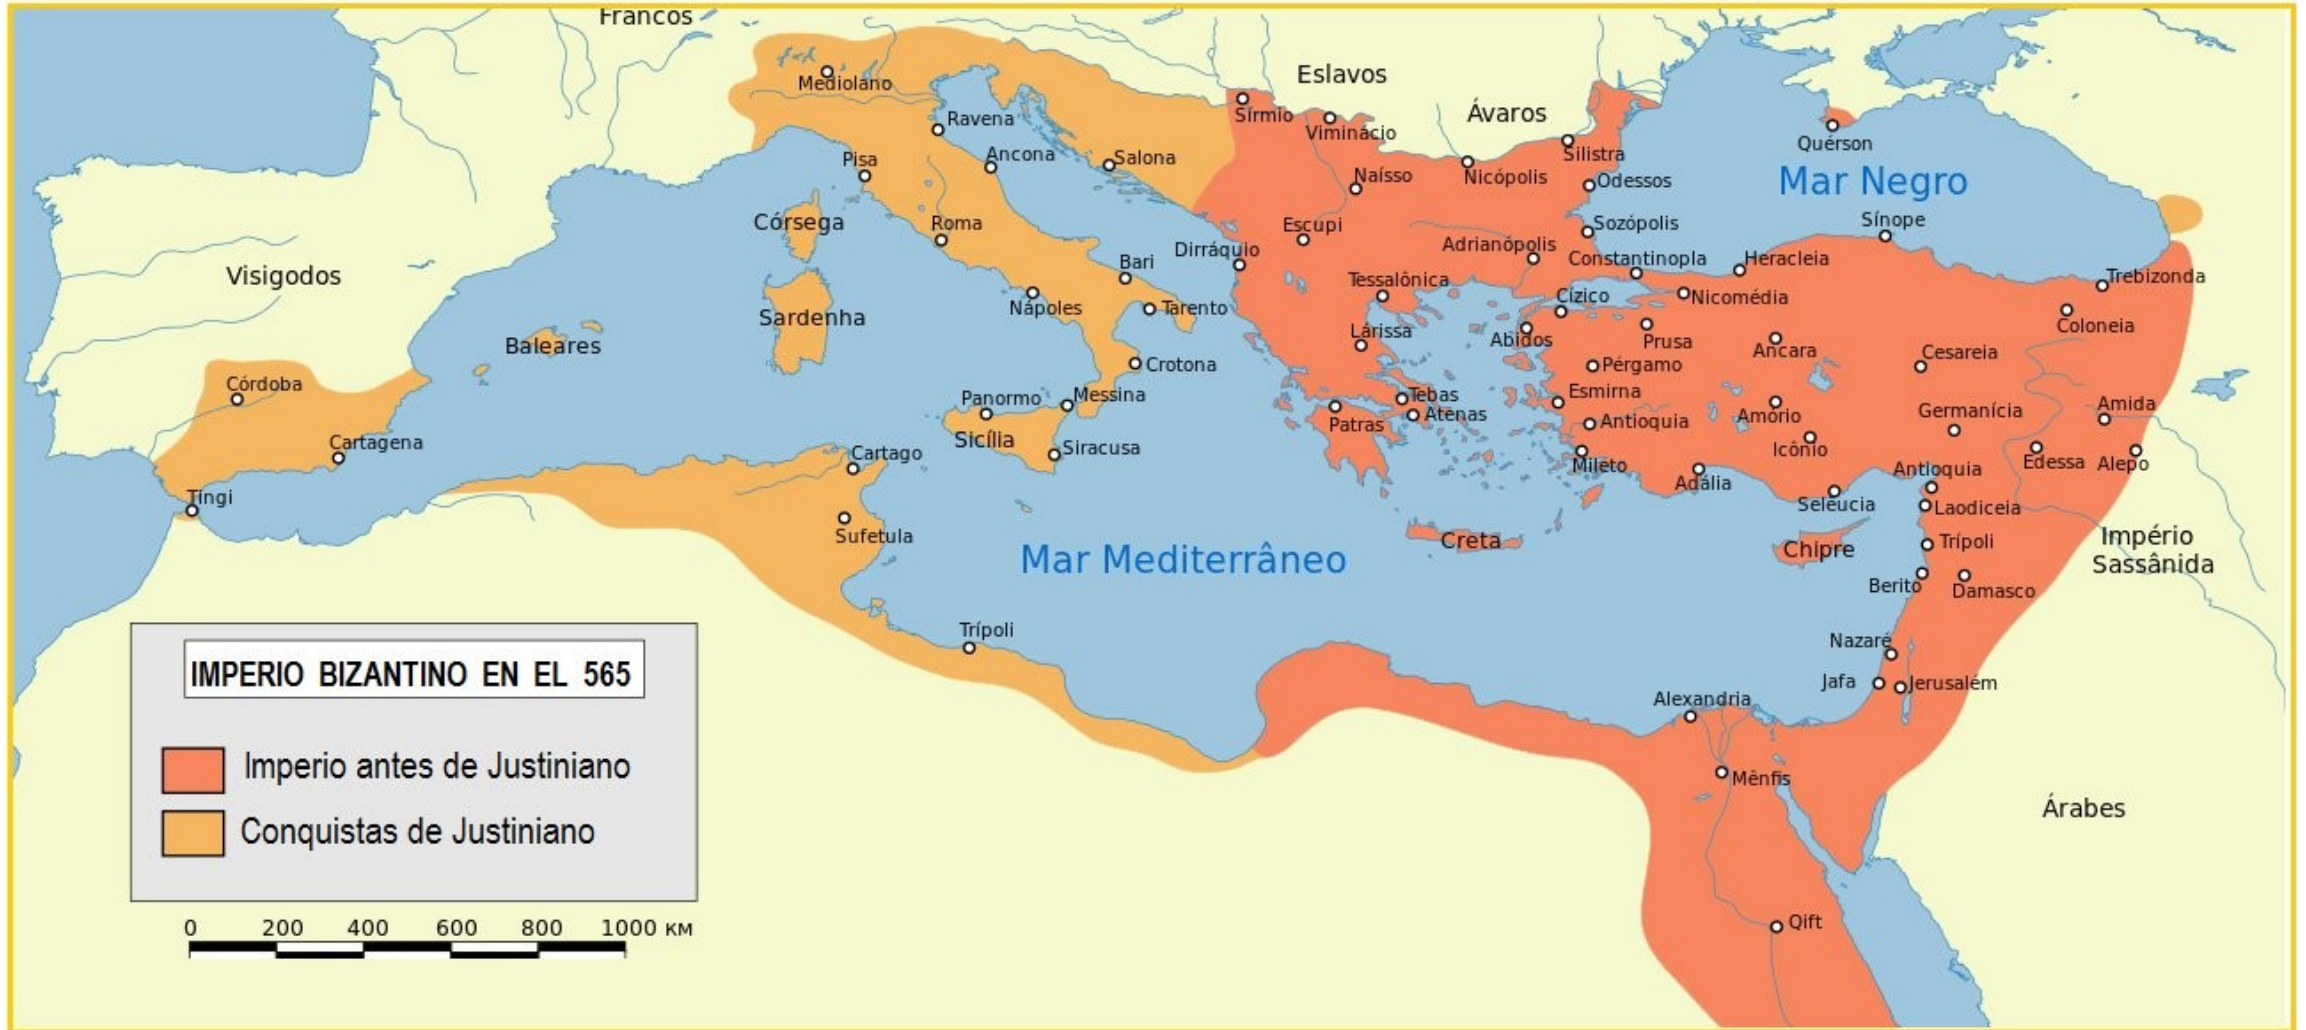 Francos
Eslavos
Ávaros
Mediolano
Sírmio
Viminácio
Quérson
Ravena
Ancona
Salona
Silistra
Pisa
Naísso
Nicópolis
Odessos
Mar Negro
Córsega
Roma
Escupi
Sozópolis
Sínope
Dirráquio
Adrianópolis
Constantinopla
Heracleia
Visigodos
Bari
Tessalônica
Trebizonda
Cízico
Nicomédia
Nápoles
Tarento
Sardenha
Baleares
Lárissa
Abidos
Prusa
Ancara
Coloneia
Cesareia
Crotona
Pérgamo
Córdoba
Panormo
Messina
Tebas
Esmirna
Amida
Atenas
Patras
Antioquia
Amório
Germanícia
Cartagena
Sicília
Siracusa
Cartago
Icônio
Mileto
Antioquia
Edessa
Alepo
Adália
Tingi
Seleucia
Laodiceia
Sufetula
Creta
Chipre
Trípoli
Império
Sassânida
Mar Mediterrâneo
Berito
Damasco
Trípoli
Nazaré
Jafa
Jerusalém
Alexandria
Mênfis
Árabes
Qift
IMPERIO BIZANTINO EN EL 565
Imperio antes de Justiniano
Conquistas de Justiniano
0 200 400 600 800 1000 км